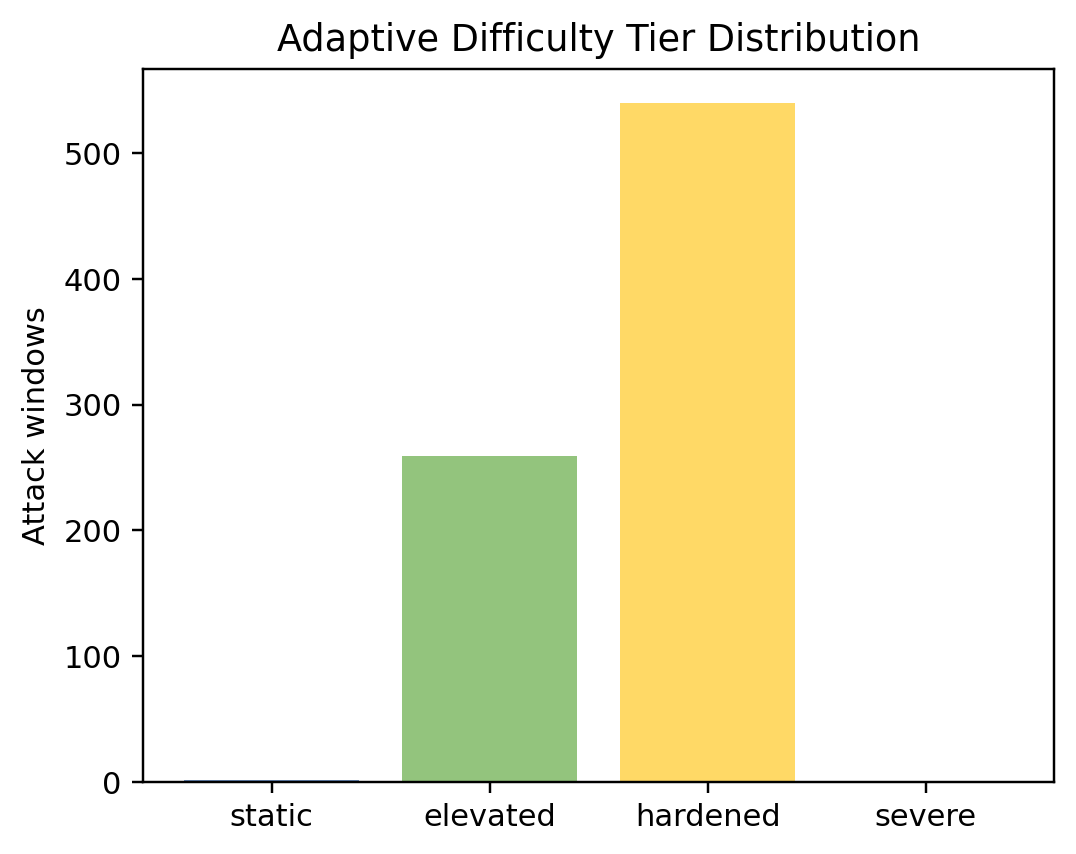 Adaptive Difficulty Tier Distribution
Attack windows
500
400
300
200
100
0
static elevated hardened severe